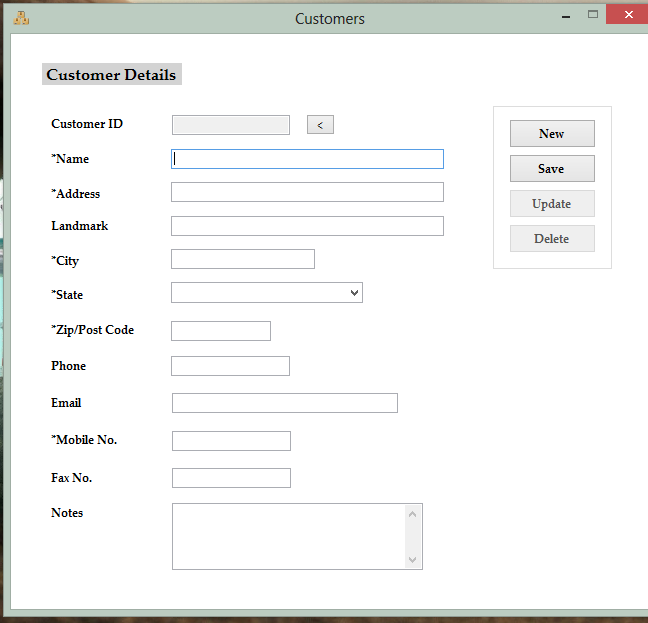 Customers
Customer Details
Customer ID
<
*Name
*Address
Landmark
*City
*State
*Zip/Post Code
Phone
Email
*Mobile No.
Fax No.
Notes
New
Save
Update
Delete